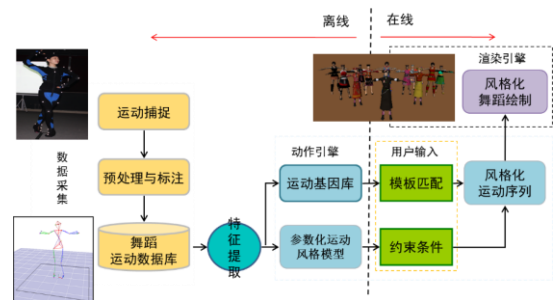 离线
在线
渲染引擎
风格化
舞蹈绘制
运动捕捉
数据采集
预处理与标注
动作引擎
用户输入
运动基因库
模板匹配
风格化
运动序列
舞蹈
运动数据库
特征
提取
参数化运动
风格模型
约束条件